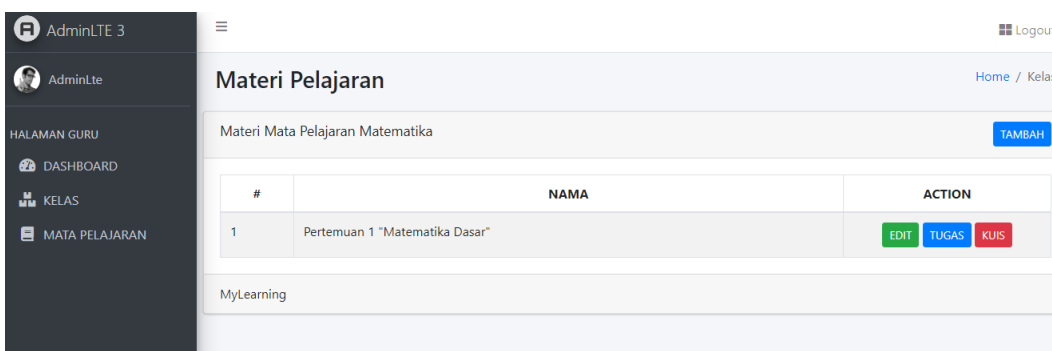 AdminLTE 3
Logout
AdminLte
Materi Pelajaran
Home / Kelas
HALAMAN GURU
Materi Mata Pelajaran Matematika
TAMBAH
DASHBOARD
KELAS
MATA PELAJARAN
# NAMA ACTION
1 Pertemuan 1 "Matematika Dasar" EDIT TUGAS KUIS
MyLearning